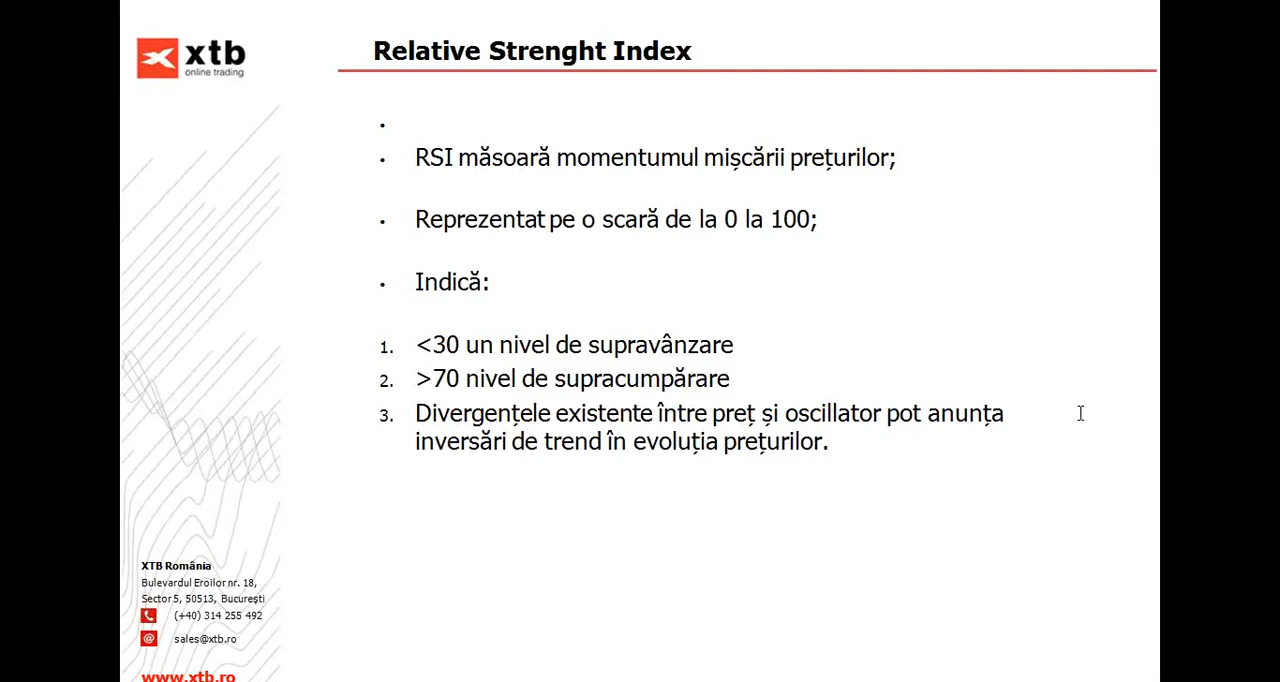 xtb
online trading
Relative Strenght Index
•
• RSI măsoară momentumul mișcării prețurilor;
• Reprezentat pe o scară de la 0 la 100;
• Indică:
1. <30 un nivel de supravânzare
2. >70 nivel de supracumpărare
3. Divergențele existente între preț și oscillator pot anunța
inversări de trend în evoluția prețurilor.
XTB România
Bulevardul Eroilor nr. 18,
Sector 5, 50513, București
(+40) 314 255 492
@ sales@xtb.ro
www.xtb.ro